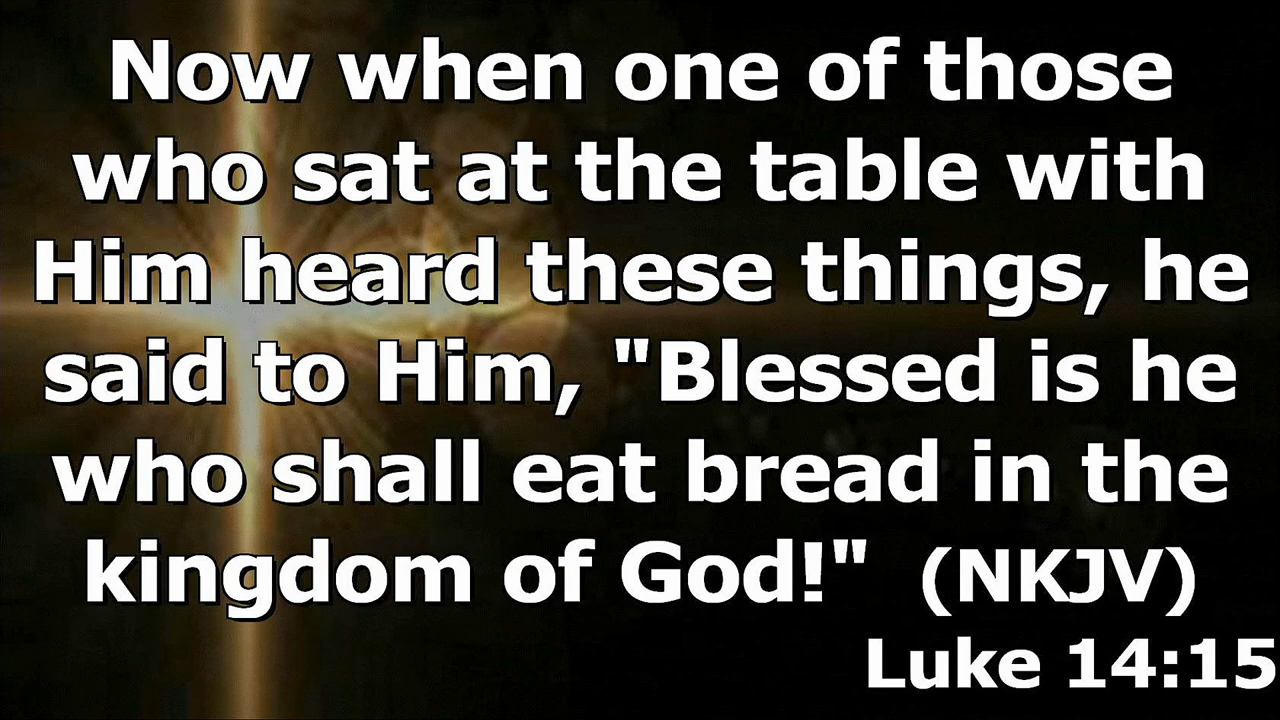 Now when one of those
who sat at the table with
Him heard these things, he
said to Him, "Blessed is he
who shall eat bread in the
kingdom of God!" (NKJV)
Luke 14:15